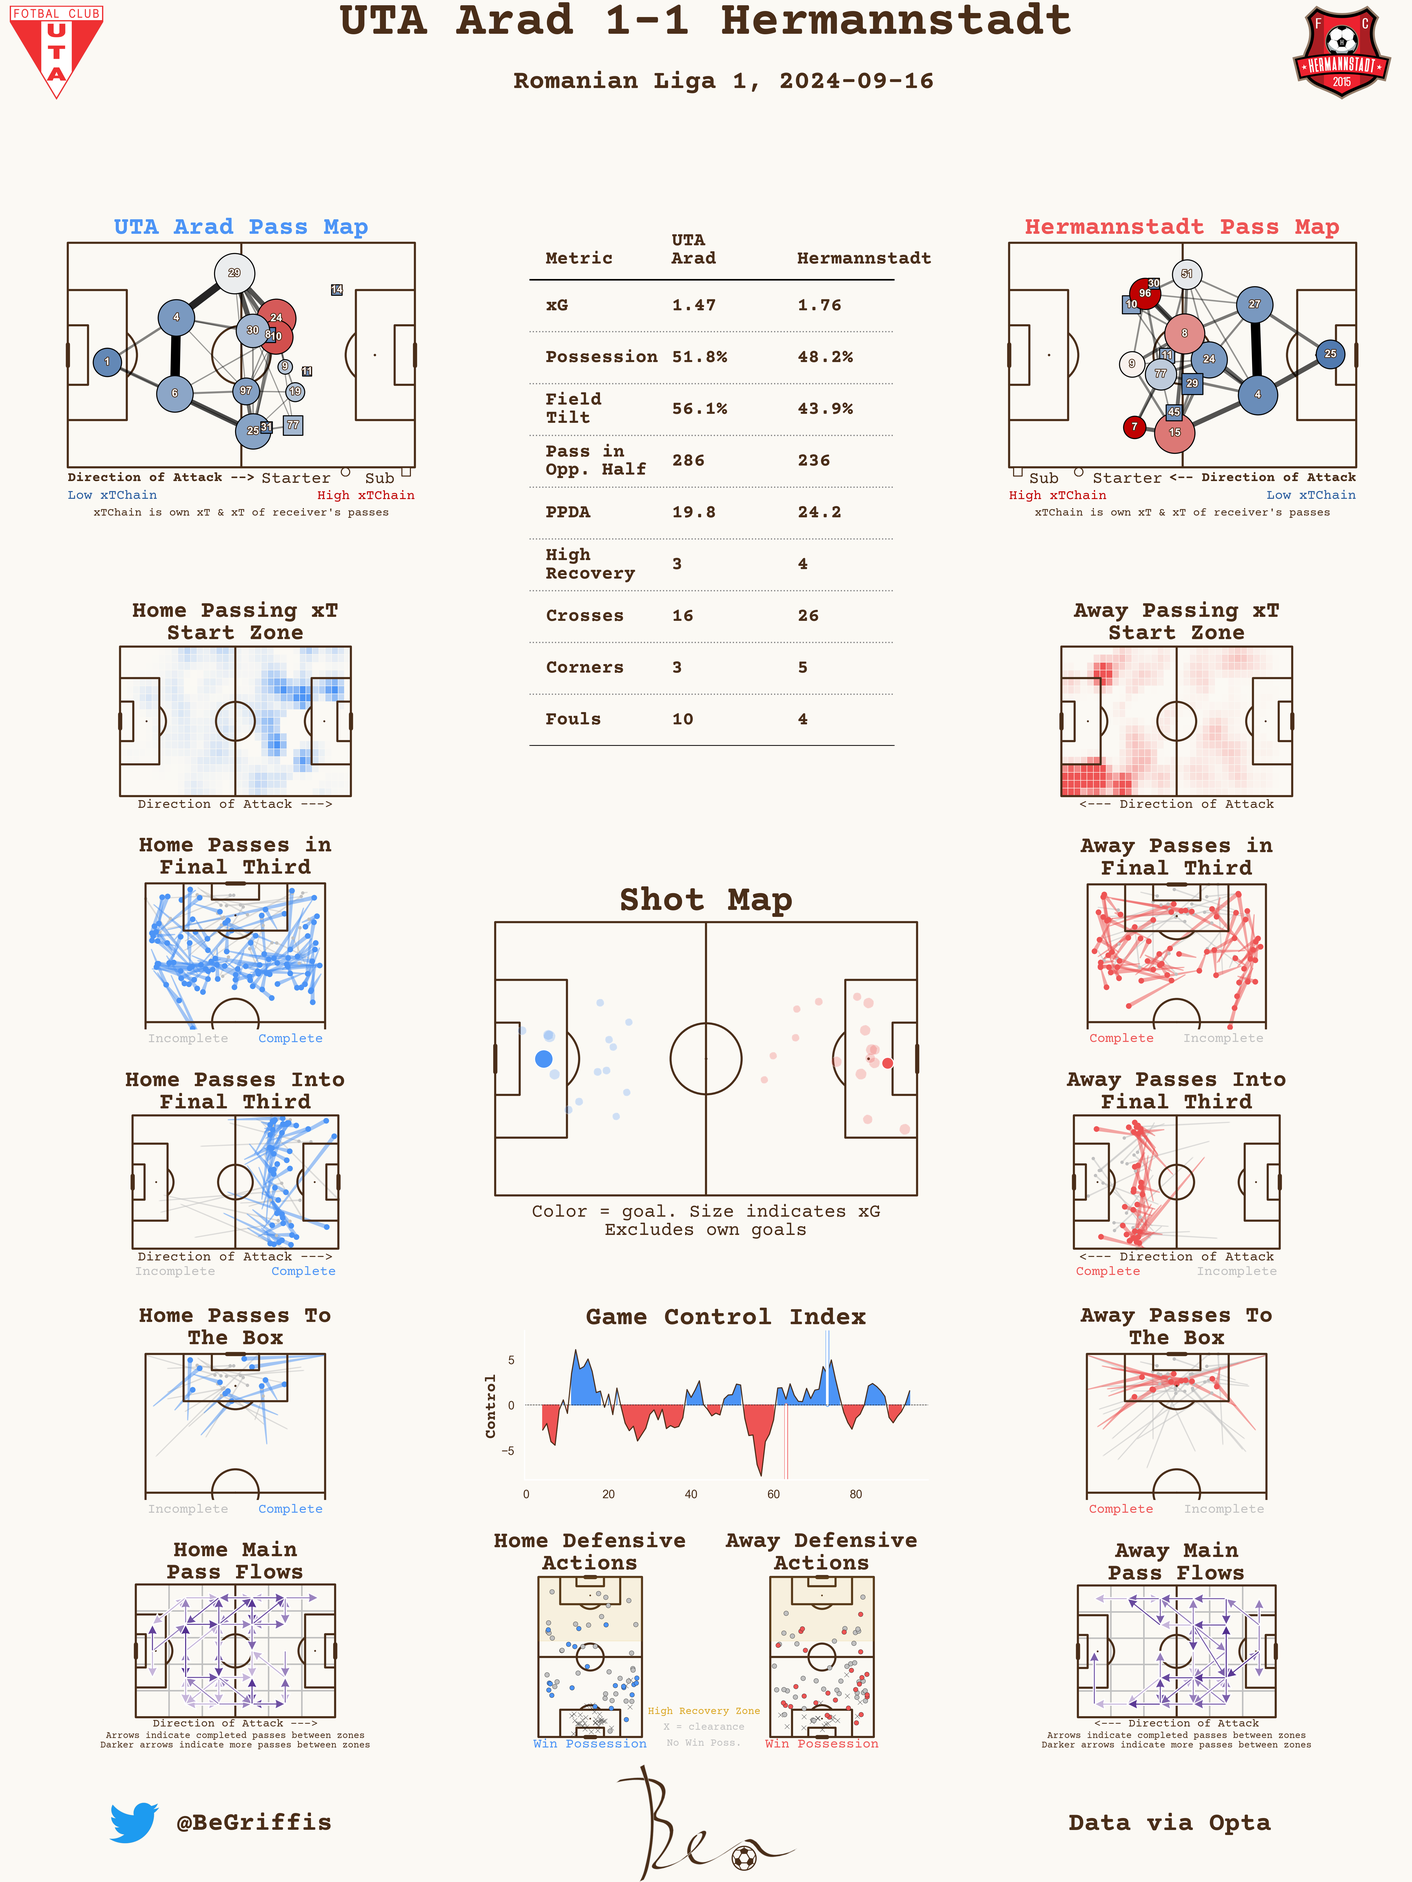 UTA Arad 1-1 Hermannstadt
Romanian Liga 1, 2024-09-16
FOTBAL CLUB
U
T
A
F C
HERMANNSTADT
2015
UTA Arad Pass Map
29
14
4
24
30
8
10
1
9
11
6
97
19
25
31
77
Direction of Attack --> Starter Sub
Low xTChain High xTChain
xTChain is own xT & xT of receiver's passes
Metric UTA Arad Hermannstadt
xG 1.47 1.76
Possession 51.8% 48.2%
Field Tilt 56.1% 43.9%
Pass in Opp. Half 286 236
PPDA 19.8 24.2
High Recovery 3 4
Crosses 16 26
Corners 3 5
Fouls 10 4
Hermannstadt Pass Map
51
30
96
10
27
8
11
24
25
9
77
29
4
45
7
15
Sub Starter <-- Direction of Attack
High xTChain Low xTChain
xTChain is own xT & xT of receiver's passes
Home Passing xT
Start Zone
Direction of Attack --->
Away Passing xT
Start Zone
<--- Direction of Attack
Home Passes in
Final Third
Incomplete Complete
Away Passes in
Final Third
Complete Incomplete
Shot Map
Color = goal. Size indicates xG
Excludes own goals
Home Passes Into
Final Third
Direction of Attack --->
Incomplete Complete
Away Passes Into
Final Third
<--- Direction of Attack
Complete Incomplete
Home Passes To
The Box
Incomplete Complete
Game Control Index
Control
5
0
−5
0 20 40 60 80
Away Passes To
The Box
Complete Incomplete
Home Main
Pass Flows
Direction of Attack --->
Arrows indicate completed passes between zones
Darker arrows indicate more passes between zones
Home Defensive
Actions
Win Possession
Away Defensive
Actions
Win Possession
High Recovery Zone
X = clearance
No Win Poss.
Away Main
Pass Flows
<--- Direction of Attack
Arrows indicate completed passes between zones
Darker arrows indicate more passes between zones
@BeGriffis
Ben
Data via Opta